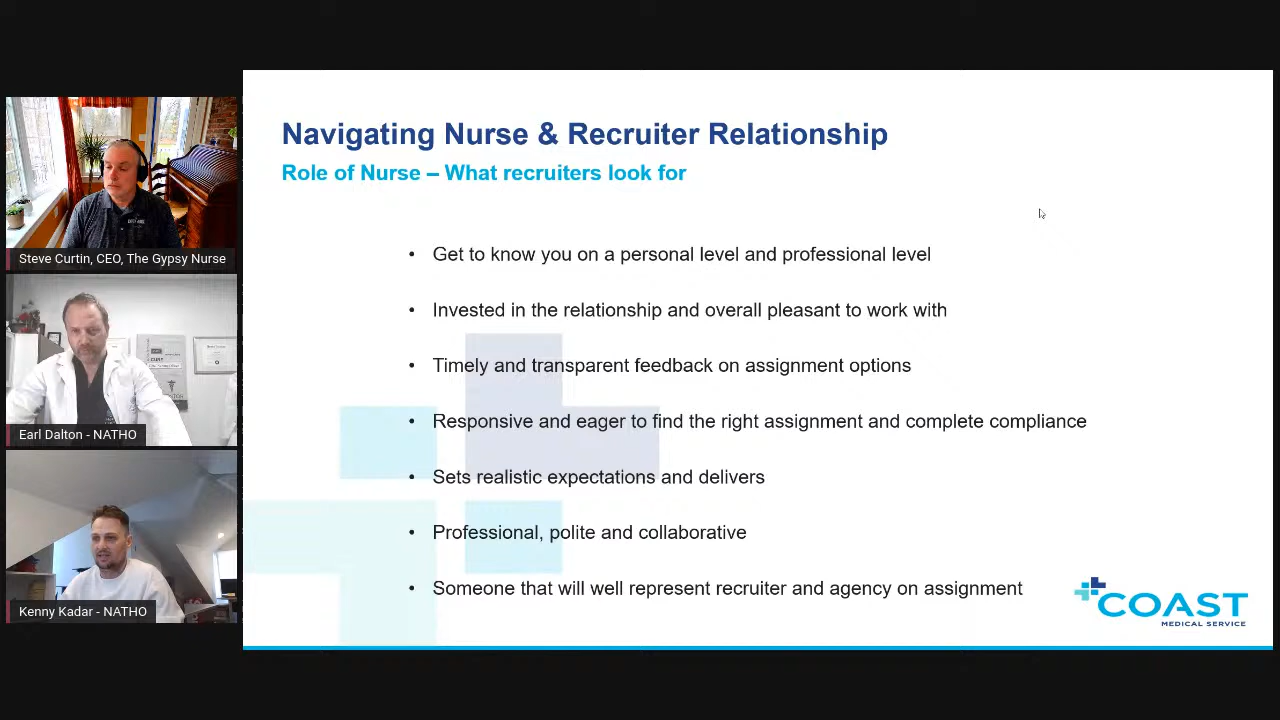 Navigating Nurse & Recruiter Relationship
Role of Nurse – What recruiters look for
• Get to know you on a personal level and professional level
• Invested in the relationship and overall pleasant to work with
• Timely and transparent feedback on assignment options
• Responsive and eager to find the right assignment and complete compliance
• Sets realistic expectations and delivers
• Professional, polite and collaborative
• Someone that will well represent recruiter and agency on assignment
COAST
MEDICAL SERVICE
Steve Curtin, CEO, The Gypsy Nurse
Earl Dalton - NATHO
Kenny Kadar - NATHO